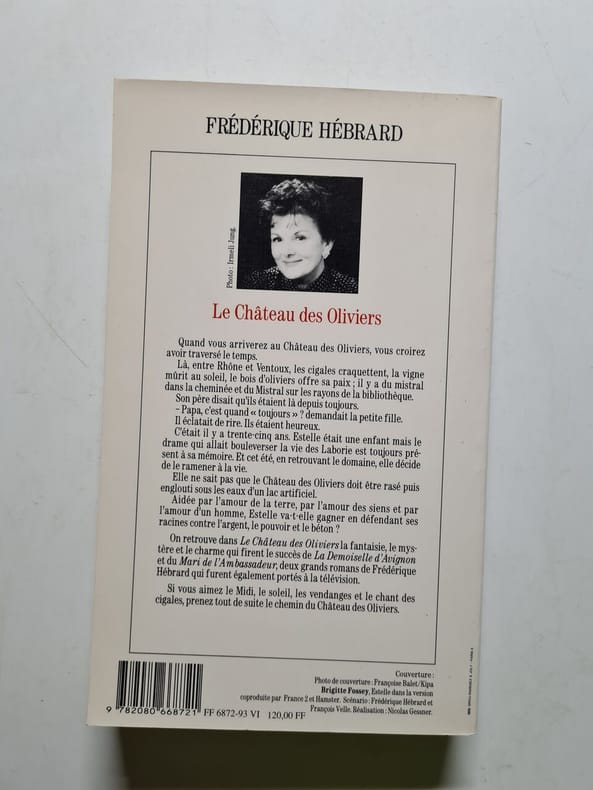 FRÉDÉRIQUE HÉBRARD
Photo : Irmeli Jung.
Le Château des Oliviers
Quand vous arriverez au Château des Oliviers, vous croirez
avoir traversé le temps.
Là, entre Rhône et Ventoux, les cigales craquettent, la vigne
mûrit au soleil, le bois d'oliviers offre sa paix ; il y a du mistral
dans la cheminée et du Mistral sur les rayons de la bibliothèque.
Son père disait qu'ils étaient là depuis toujours.
– Papa, c'est quand « toujours » ? demandait la petite fille.
Il éclatait de rire. Ils étaient heureux.
C'était il y a trente-cinq ans. Estelle était une enfant mais le
drame qui allait bouleverser la vie des Laborie est toujours pré-
sent à sa mémoire. Et cet été, en retrouvant le domaine, elle décide
de le ramener à la vie.
Elle ne sait pas que le Château des Oliviers doit être rasé puis
englouti sous les eaux d'un lac artificiel.
Aidée par l'amour de la terre, par l'amour des siens et par
l'amour d'un homme, Estelle va-t-elle gagner en défendant ses
racines contre l'argent, le pouvoir et le béton ?
On retrouve dans Le Château des Oliviers la fantaisie, le mys-
tère et le charme qui firent le succès de La Demoiselle d'Avignon
et du Mari de l'Ambassadeur, deux grands romans de Frédérique
Hébrard qui furent également portés à la télévision.
Si vous aimez le Midi, le soleil, les vendanges et le chant des
cigales, prenez tout de suite le chemin du Château des Oliviers.
Couverture :
Photo de couverture : Françoise Balet/Kipa
Brigitte Fossey, Estelle dans la version
coproduite par France 2 et Hamster. Scénario : Frédérique Hébrard et
François Velle. Réalisation : Nicolas Gessner.
9 782080 668721
FF 6872-93 VI 120,00 FF